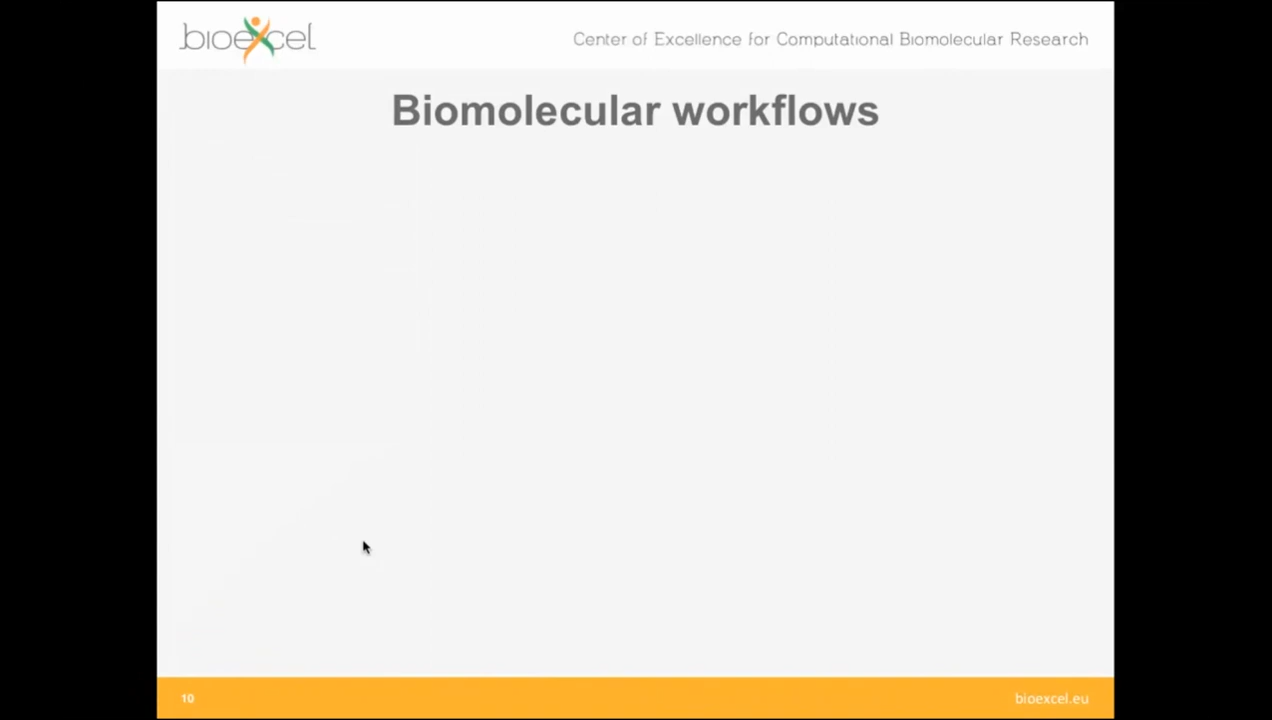 bioexcel
Center of Excellence for Computational Biomolecular Research
Biomolecular workflows
10
bioexcel.eu